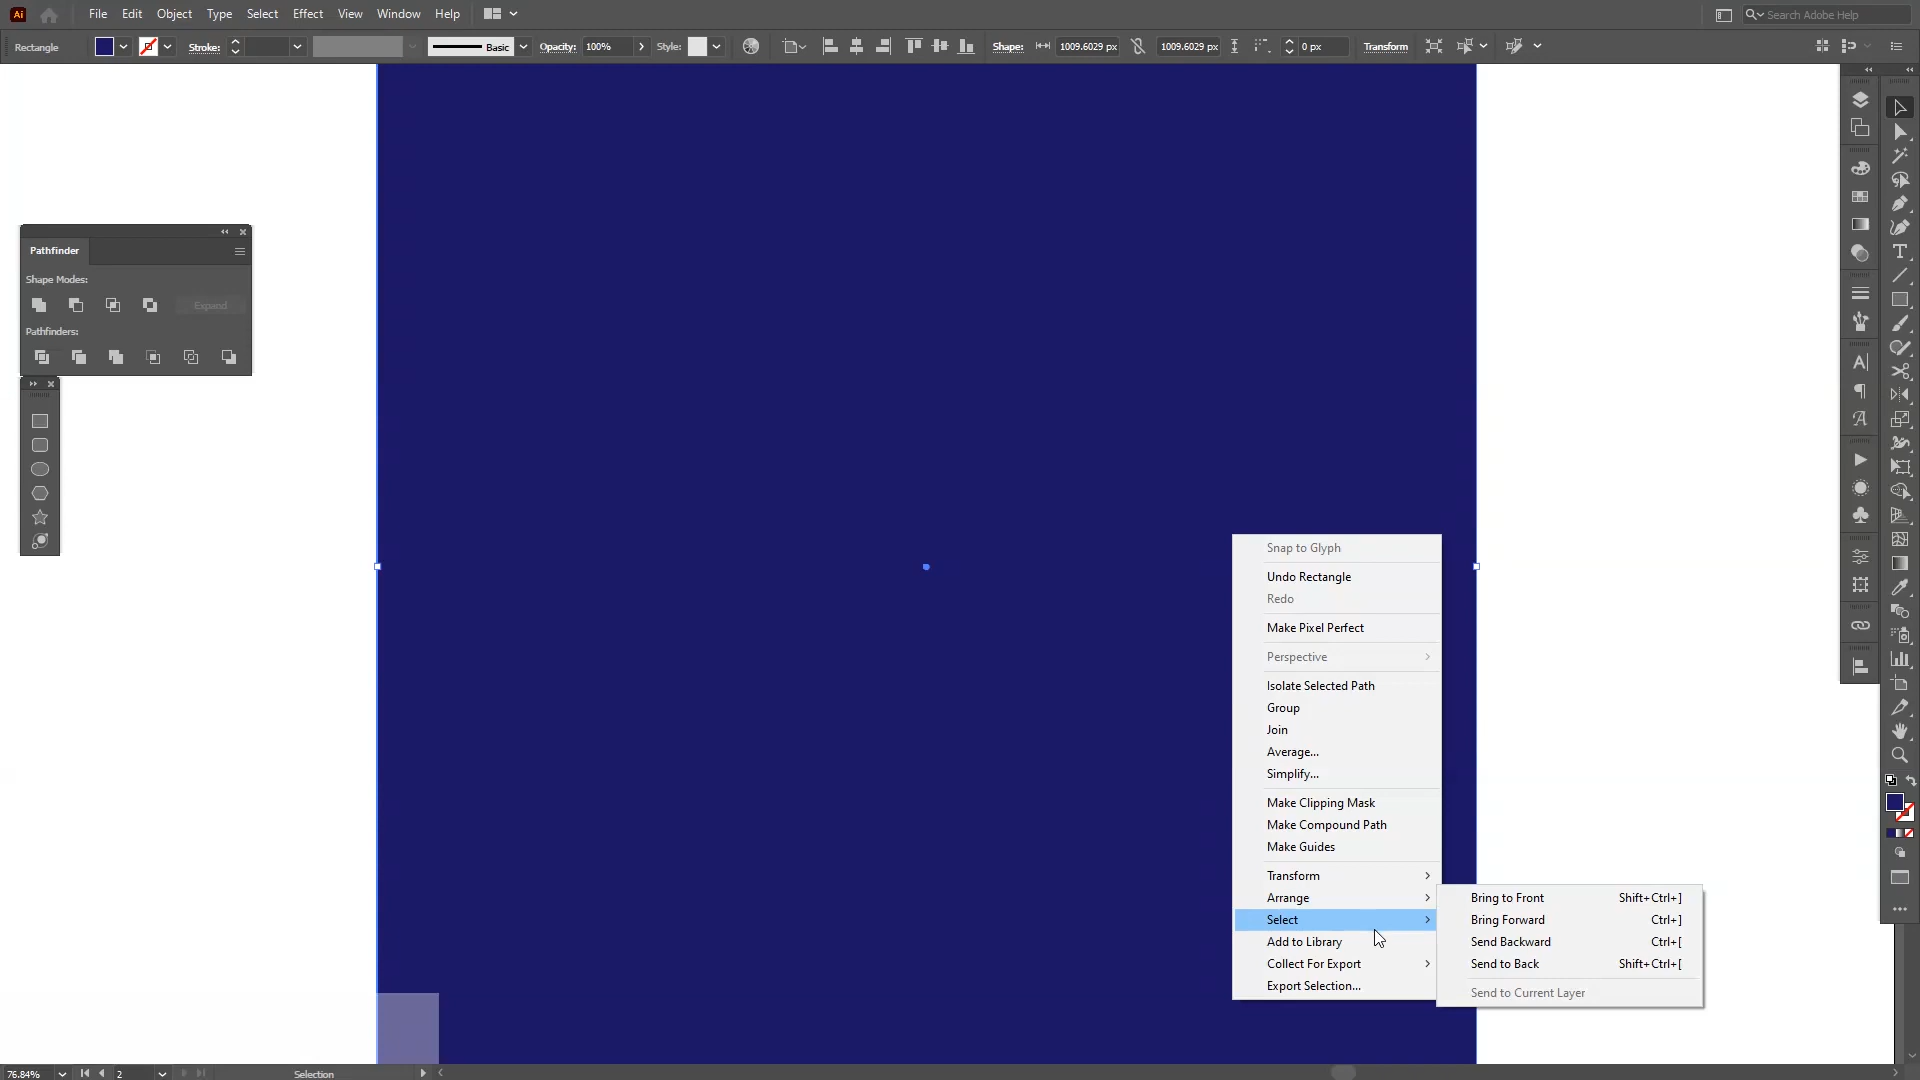 Ai File Edit Object Type Select Effect View Window Help Search Adobe Help
Rectangle Stroke: Basic Opacity: 100% Style: Shape: 1009.6029 px 1009.6029 px 0 px Transform
Pathfinder
Shape Modes:
Expand
Pathfinders:
Snap to Glyph
Undo Rectangle
Redo
Make Pixel Perfect
Perspective
Isolate Selected Path
Group
Join
Average...
Simplify...
Make Clipping Mask
Make Compound Path
Make Guides
Transform
Arrange
Select
Add to Library
Collect For Export
Export Selection...
Bring to Front Shift+Ctrl+]
Bring Forward Ctrl+]
Send Backward Ctrl+[
Send to Back Shift+Ctrl+[
Send to Current Layer
76.84% 2 Selection